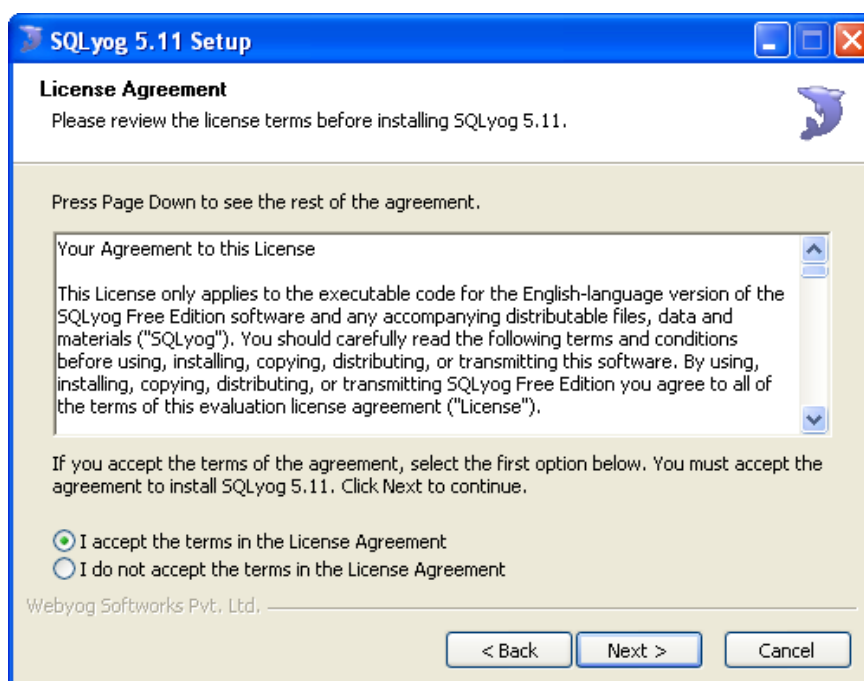 SQLyog 5.11 Setup
License Agreement
Please review the license terms before installing SQLyog 5.11.
Press Page Down to see the rest of the agreement.
Your Agreement to this License
This License only applies to the executable code for the English-language version of the
SQLyog Free Edition software and any accompanying distributable files, data and
materials ("SQLyog"). You should carefully read the following terms and conditions
before using, installing, copying, distributing, or transmitting this software. By using,
installing, copying, distributing, or transmitting SQLyog Free Edition you agree to all of
the terms of this evaluation license agreement ("License").
If you accept the terms of the agreement, select the first option below. You must accept the
agreement to install SQLyog 5.11. Click Next to continue.
I accept the terms in the License Agreement
I do not accept the terms in the License Agreement
Webyog Softworks Pvt. Ltd.
< Back Next > Cancel